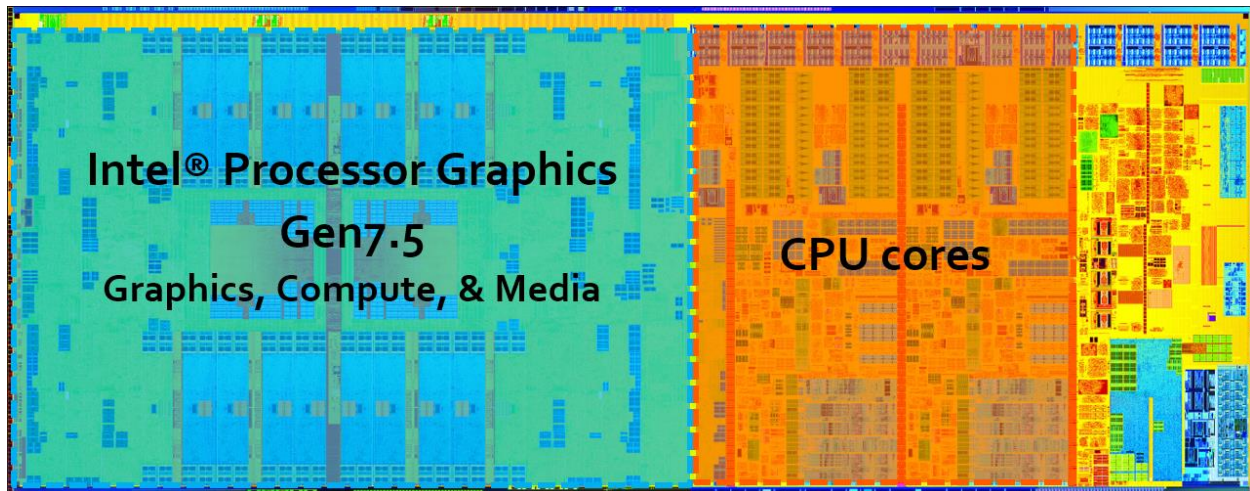 Intel® Processor Graphics
Gen7.5
Graphics, Compute, & Media
CPU cores